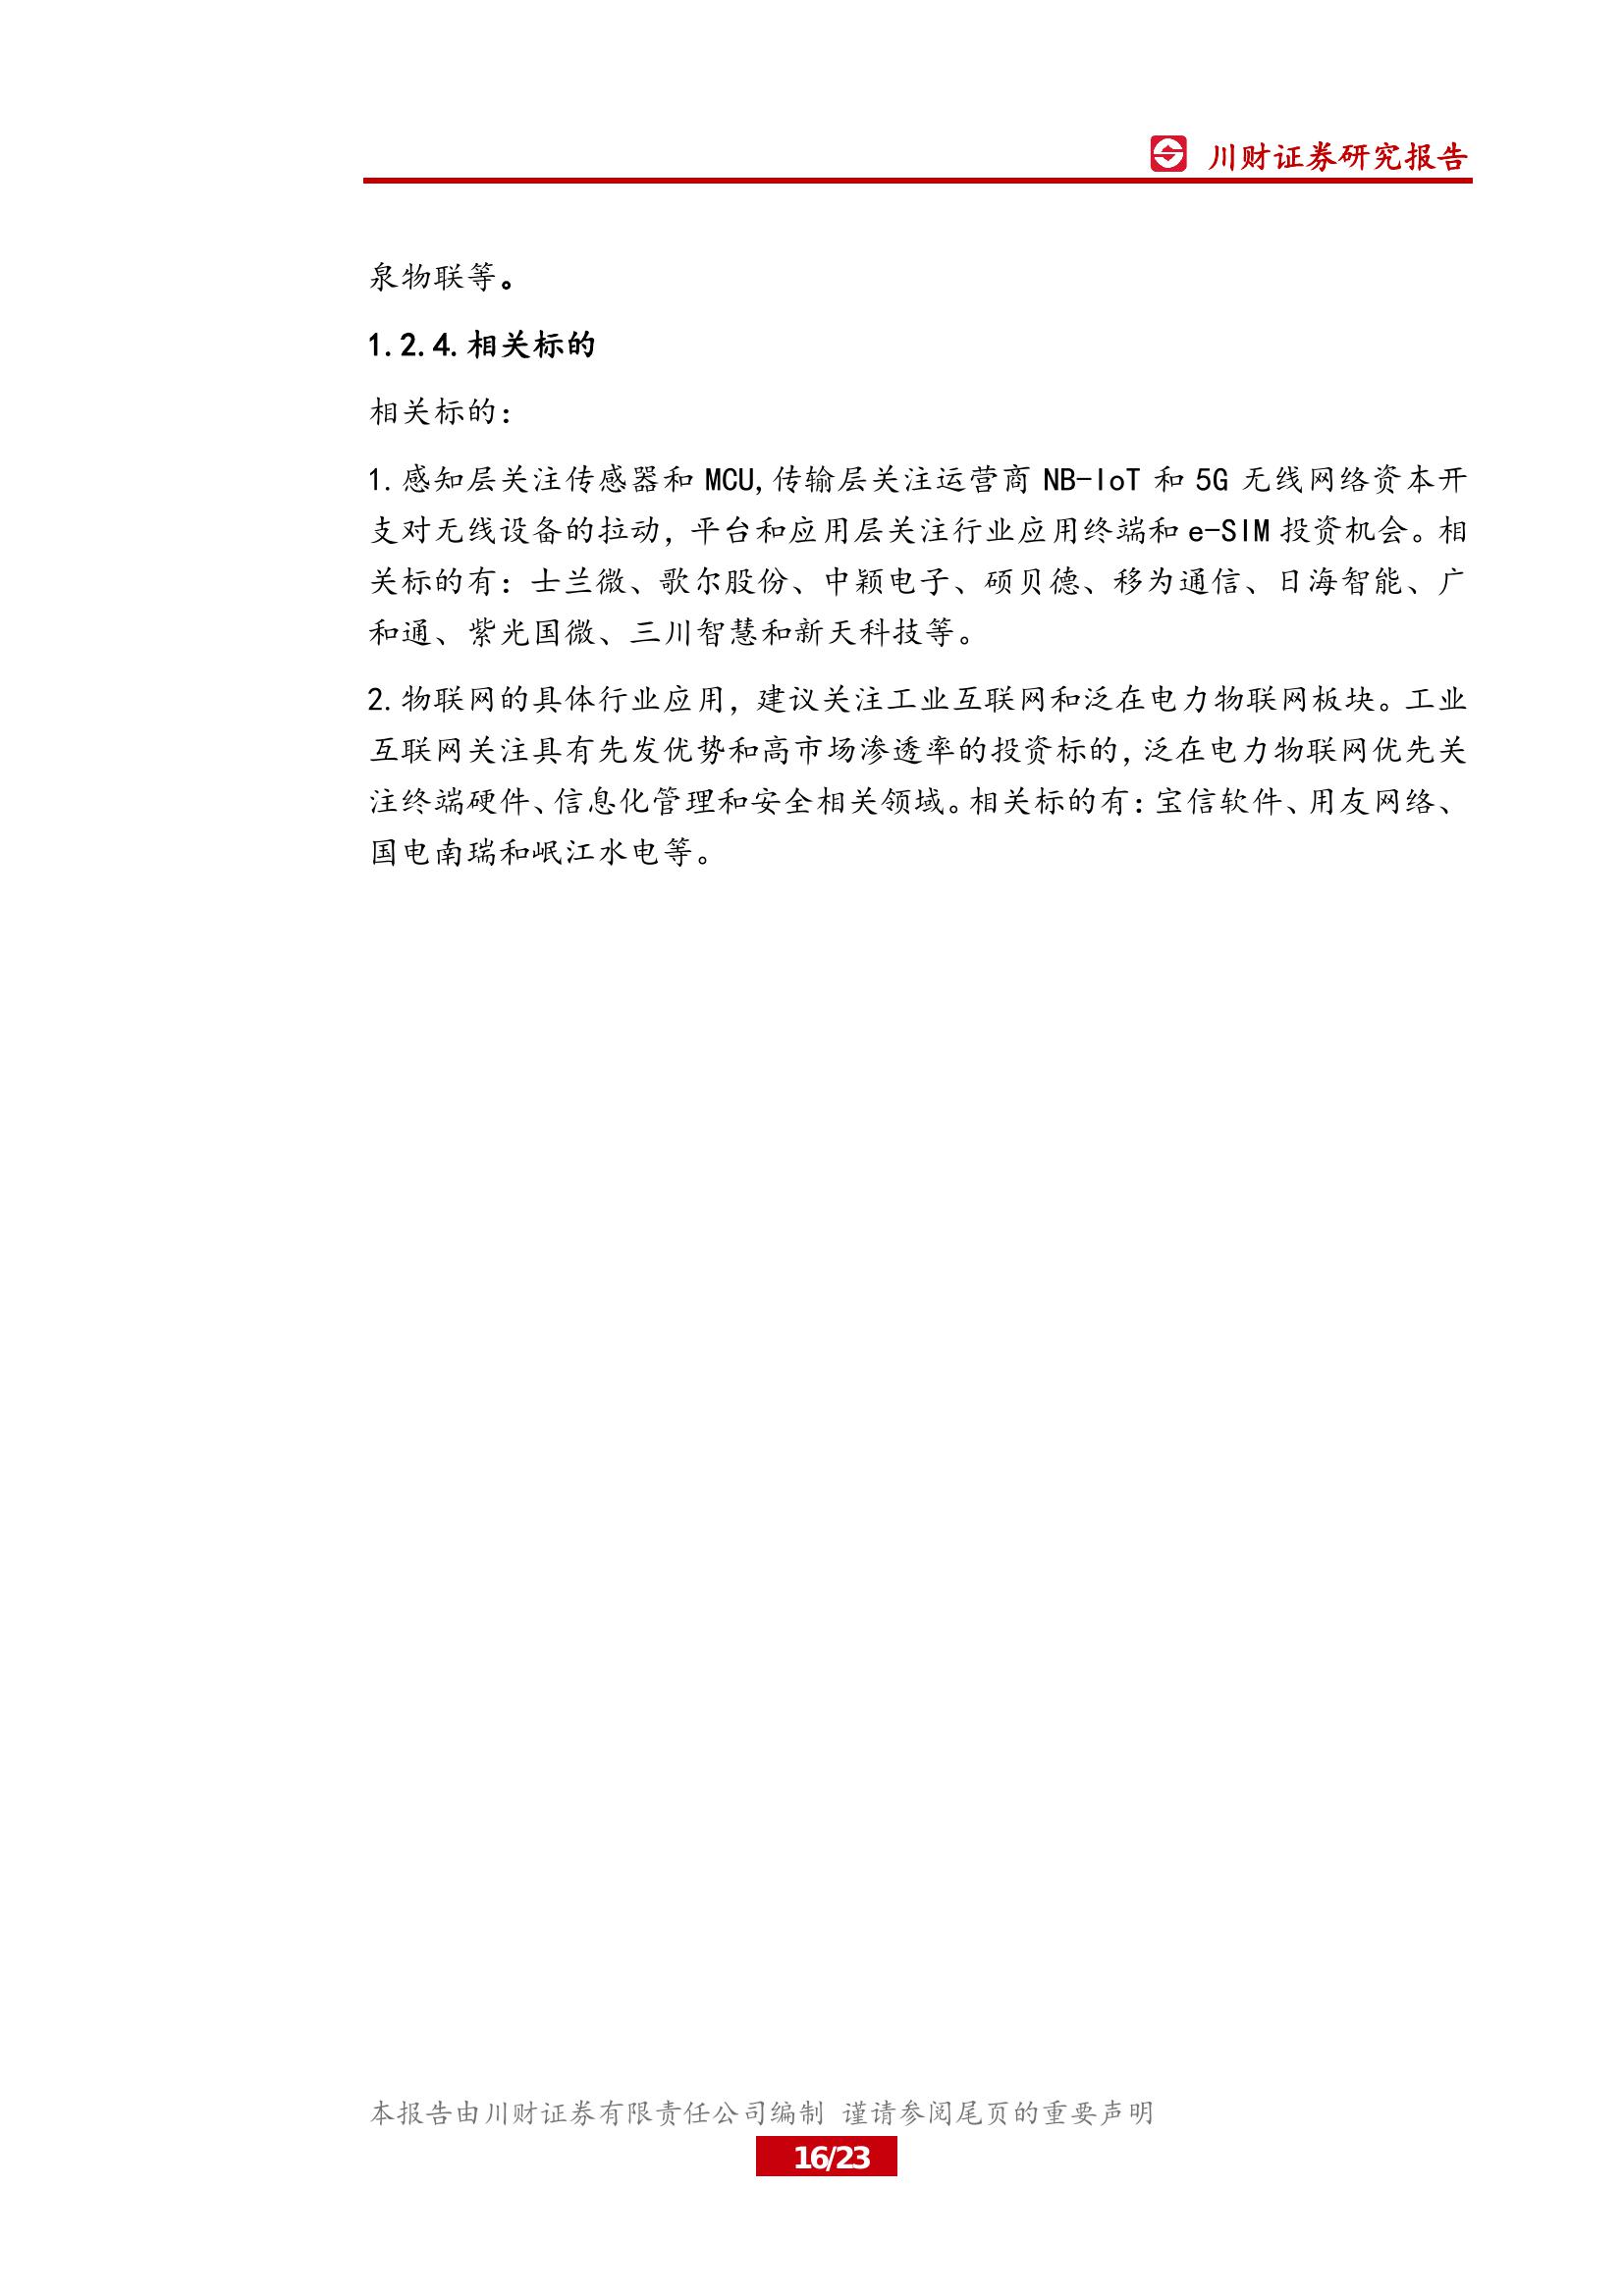 川财证券研究报告
泉物联等。
1.2.4.相关标的
相关标的：
1.感知层关注传感器和 MCU,传输层关注运营商 NB-IoT 和 5G 无线网络资本开
支对无线设备的拉动，平台和应用层关注行业应用终端和 e-SIM 投资机会。相
关标的有：士兰微、歌尔股份、中颖电子、硕贝德、移为通信、日海智能、广
和通、紫光国微、三川智慧和新天科技等。
2.物联网的具体行业应用，建议关注工业互联网和泛在电力物联网板块。工业
互联网关注具有先发优势和高市场渗透率的投资标的，泛在电力物联网优先关
注终端硬件、信息化管理和安全相关领域。相关标的有：宝信软件、用友网络、
国电南瑞和岷江水电等。
本报告由川财证券有限责任公司编制 谨请参阅尾页的重要声明
16/23